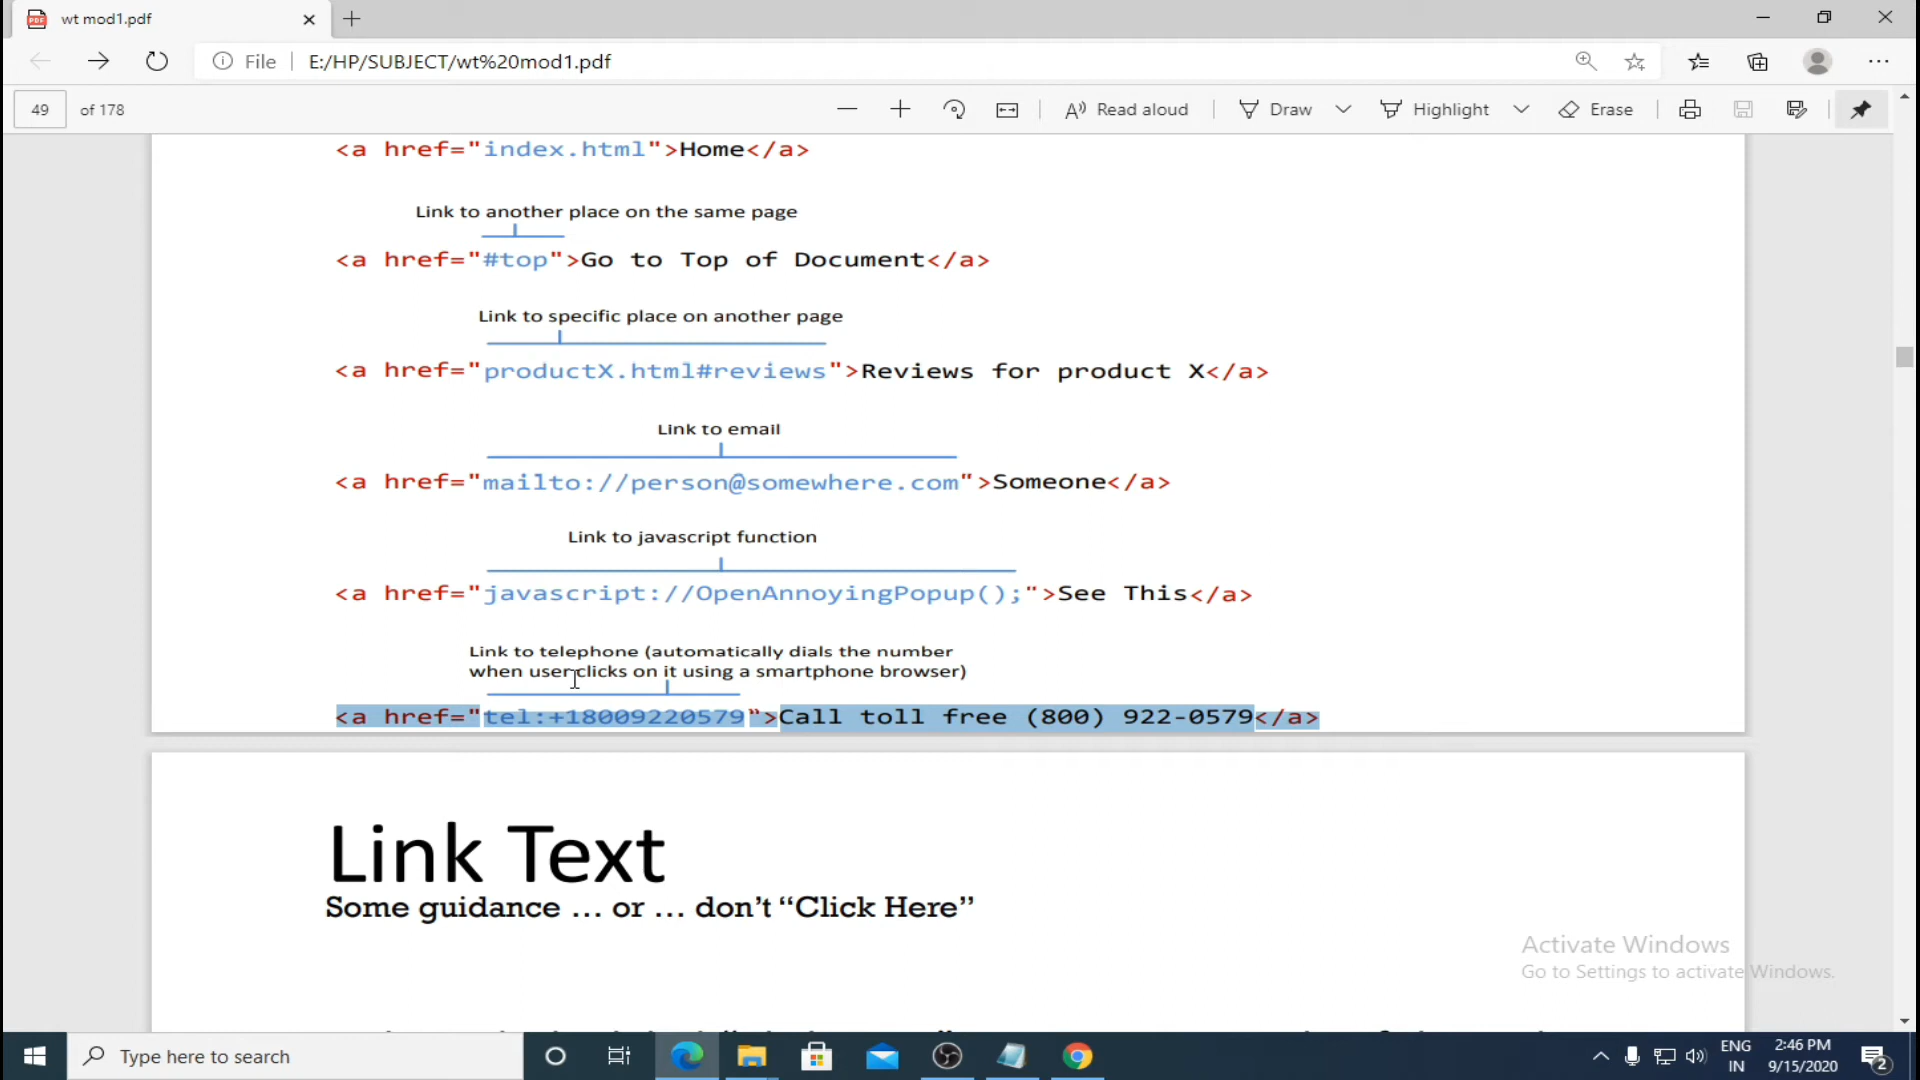 wt mod1.pdf
File
E:/HP/SUBJECT/wt%20mod1.pdf
49 of 178
Read aloud
Draw
Highlight
Erase
<a href="index.html">Home</a>
Link to another place on the same page
<a href="#top">Go to Top of Document</a>
Link to specific place on another page
<a href="productX.html#reviews">Reviews for product X</a>
Link to email
<a href="mailto://person@somewhere.com">Someone</a>
Link to javascript function
<a href="javascript://OpenAnnoyingPopup();">See This</a>
Link to telephone (automatically dials the number
when user clicks on it using a smartphone browser)
<a href="tel:+18009220579">Call toll free (800) 922-0579</a>
Link Text
Some guidance … or … don’t “Click Here”
Activate Windows
Go to Settings to activate Windows.
Type here to search
ENG
IN
2:46 PM
9/15/2020
2